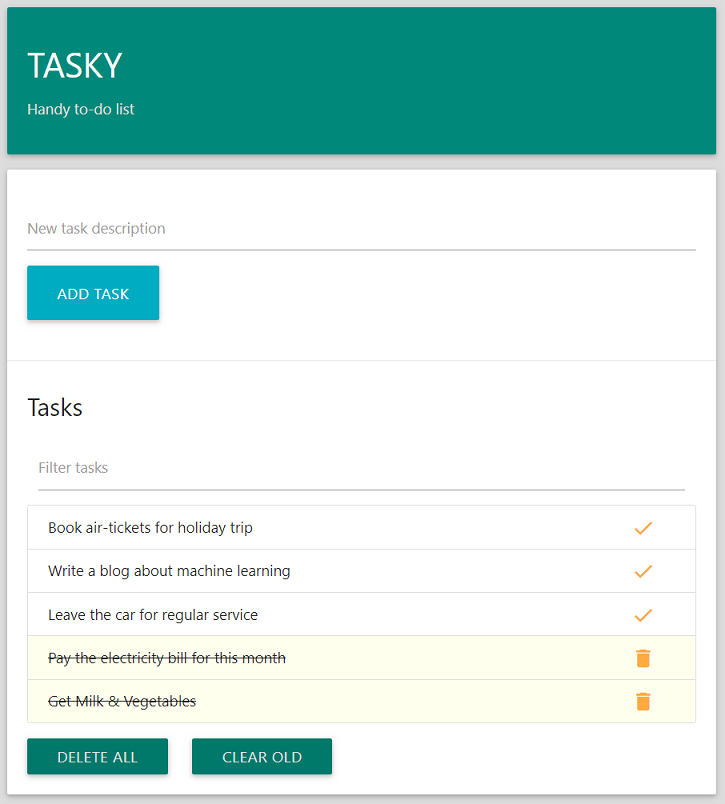 TASKY
Handy to-do list
New task description
ADD TASK
Tasks
Filter tasks
Book air-tickets for holiday trip
Write a blog about machine learning
Leave the car for regular service
Pay the electricity bill for this month
Get Milk & Vegetables
DELETE ALL
CLEAR OLD